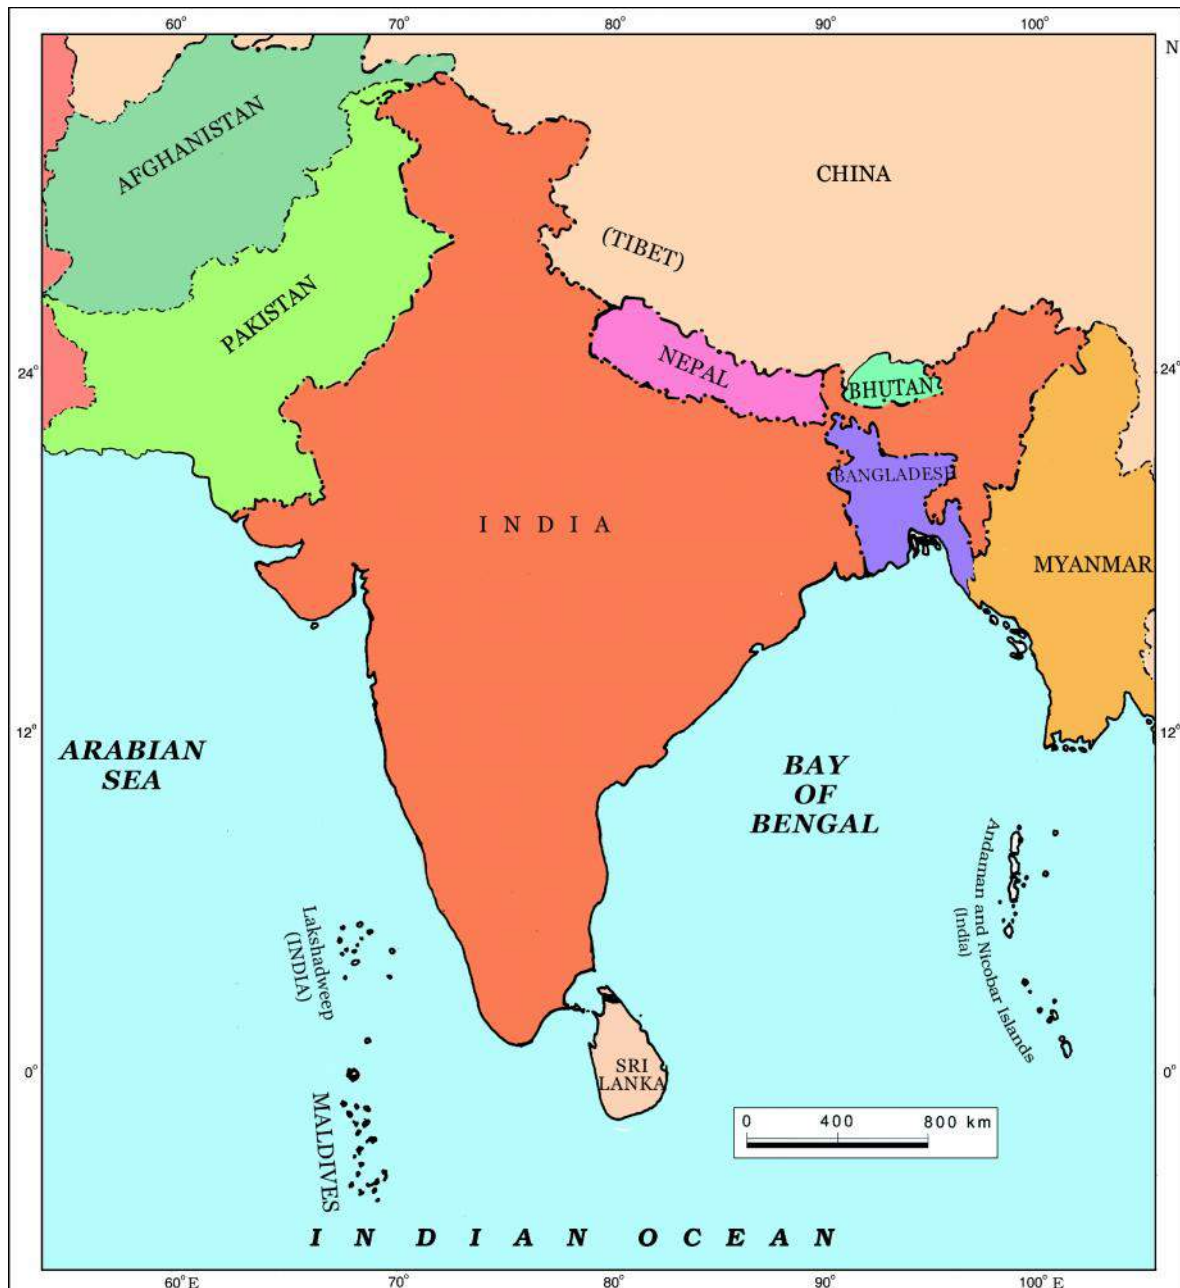 60°
70°
80°
90°
100°
N
AFGHANISTAN
CHINA
(TIBET)
PAKISTAN
24°
NEPAL
BHUTAN
24°
BANGLADESH
INDIA
MYANMAR
12°
12°
ARABIAN
SEA
BAY
OF
BENGAL
Andaman and Nicobar Islands
(India)
Lakshadweep
(INDIA)
0°
SRI
LANKA
0°
MALDIVES
0 400 800 km
INDIAN OCEAN
60° E
70°
80°
90°
100°